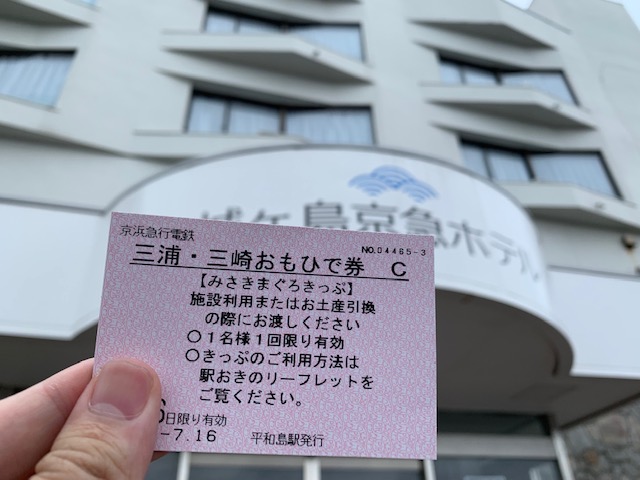 ケ島京急ホテル
京浜急行電鉄
NO.04465-3
三浦・三崎おもひで券 C
【みさきまぐろきっぷ】
施設利用またはお土産引換
の際にお渡しください
○1名様1回限り有効
○きっぷのご利用方法は
駅おきのリーフレットを
ご覧ください。
6日限り有効
-7.16 平和島駅発行